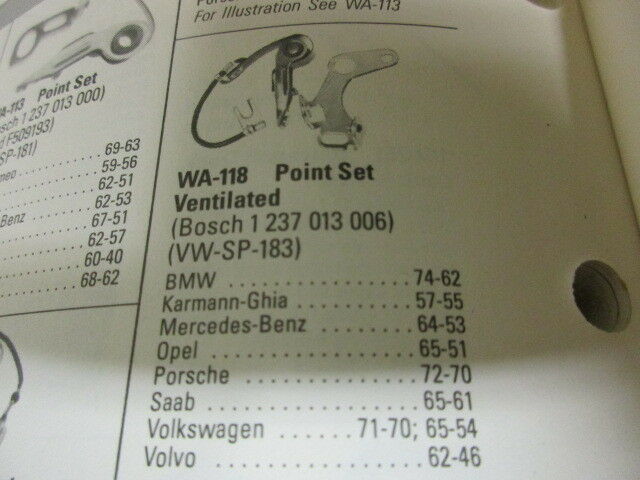 For Illustration See WA-113
WA-113 Point Set
(Bosch 1 237 013 000)
F509193)
SP-181)
69-63
59-56
62-51
Benz 62-53
67-51
62-57
60-40
68-62
WA-118 Point Set
Ventilated
(Bosch 1 237 013 006)
(VW-SP-183)
BMW ................ 74-62
Karmann-Ghia ........... 57-55
Mercedes-Benz ......... 64-53
Opel .................. 65-51
Porsche ................ 72-70
Saab .................. 65-61
Volkswagen ...... 71-70; 65-54
Volvo .................. 62-46